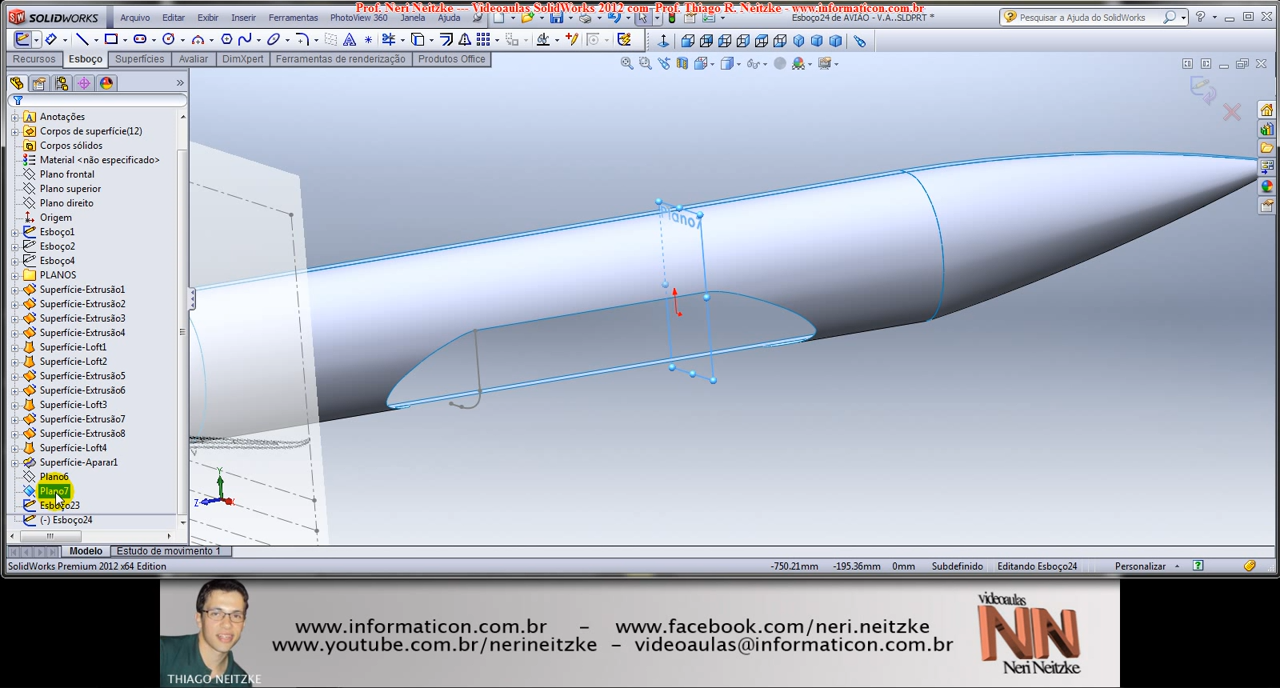 Prof. Neri Neitzke --- Videoaulas SolidWorks 2012 com Prof. Thiago R. Neitzke - www.informaticon.com.br
SOLIDWORKS Arquivo Editar Exibir Inserir Ferramentas PhotoView 360 Janela Ajuda Esboço24 de AVIÃO - V.A..SLDPRT * Pesquisar a Ajuda do SolidWorks
Recursos Esboço Superfícies Avaliar DimXpert Ferramentas de renderização Produtos Office
Anotações
Corpos de superfície(12)
Corpos sólidos
Material <não especificado>
Plano frontal
Plano superior
Plano direito
Origem
Esboço1
Esboço2
Esboço4
PLANOS
Superfície-Extrusão1
Superfície-Extrusão2
Superfície-Extrusão3
Superfície-Extrusão4
Superfície-Loft1
Superfície-Loft2
Superfície-Extrusão5
Superfície-Extrusão6
Superfície-Loft3
Superfície-Extrusão7
Superfície-Extrusão8
Superfície-Loft4
Superfície-Aparar1
Plano6
Plano7
Esboço23
(-) Esboço24
Plano7
Y
Z
Modelo Estudo de movimento 1
SolidWorks Premium 2012 x64 Edition -750.21mm -195.36mm 0mm Subdefinido Editando Esboço24 Personalizar
www.informaticon.com.br - www.facebook.com/neri.neitzke
www.youtube.com.br/nerineitzke - videoaulas@informaticon.com.br
THIAGO NEITZKE
videoaulas
NN
Neri Neitzke